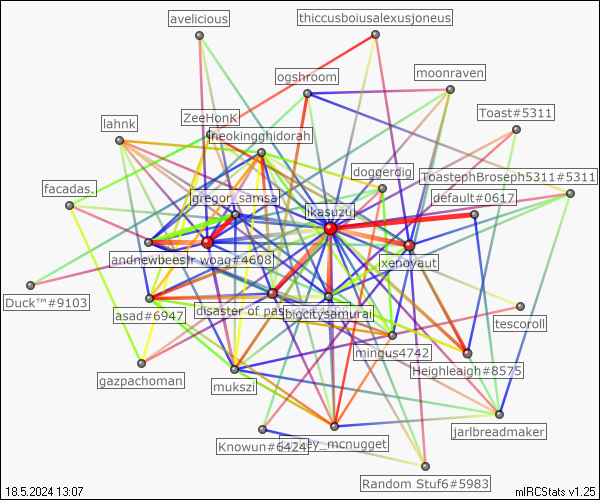 avelicious
thiccusboiusalexusjoneus
ogshroom
moonraven
Toast#5311
lahnk
ZeeHonK
neokingghidorah
doggerdig
ToastephBroseph5311#5311
facadas.
gregor_samsa
ikasuzu
default#0617
andnewbees
r woag#4608
xenoyaut
Duck™#9103
asad#6947
disaster of pas
bigcitysamurai
tescoroll
mingus4742
gazpachoman
mukszi
Heighleaigh#8575
jarlbreadmaker
Knowun#6424
_mcnugget
Random Stuf6#5983
18.5.2024 13:07
mIRCStats v1.25